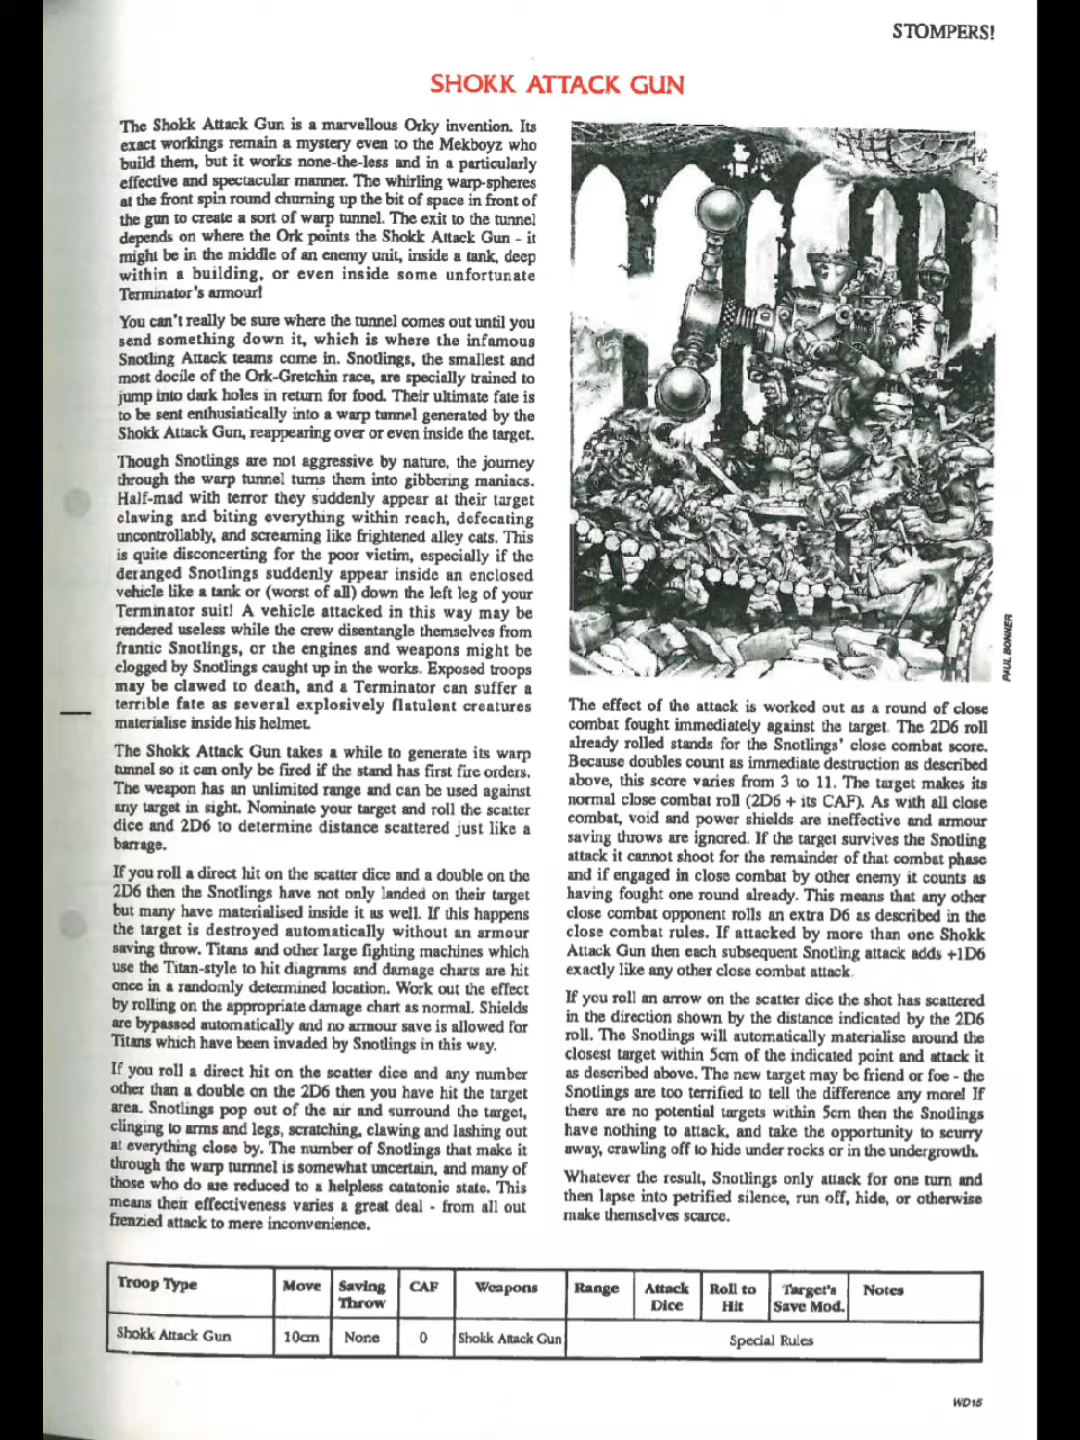 STOMPERS!
SHOKK ATTACK GUN
The Shokk Attack Gun is a marvellous Orky invention. Its
exact workings remain a mystery even to the Mekboyz who
build them, but it works none-the-less and in a particularly
effective and spectacular manner. The whirling warp-spheres
at the front spin round churning up the bit of space in front of
the gun to create a sort of warp tunnel. The exit to the tunnel
depends on where the Ork points the Shokk Attack Gun - it
might be in the middle of an enemy unit, inside a tank, deep
within a building, or even inside some unfortunate
Terminator's armour!
You can't really be sure where the tunnel comes out until you
send something down it, which is where the infamous
Snotling Attack teams come in. Snotlings, the smallest and
most docile of the Ork-Gretchin race, are specially trained to
jump into dark holes in return for food. Their ultimate fate is
to be sent enthusiastically into a warp tunnel generated by the
Shokk Attack Gun, reappearing over or even inside the target.
Though Snotlings are not aggressive by nature, the journey
through the warp tunnel turns them into gibbering maniacs.
Half-mad with terror they suddenly appear at their target
clawing and biting everything within reach, defecating
uncontrollably, and screaming like frightened alley cats. This
is quite disconcerting for the poor victim, especially if the
deranged Snotlings suddenly appear inside an enclosed
vehicle like a tank or (worst of all) down the left leg of your
Terminator suit! A vehicle attacked in this way may be
rendered useless while the crew disentangle themselves from
frantic Snotlings, or the engines and weapons might be
clogged by Snotlings caught up in the works. Exposed troops
may be clawed to death, and a Terminator can suffer a
terrible fate as several explosively flatulent creatures
materialise inside his helmet.
The Shokk Attack Gun takes a while to generate its warp
tunnel so it can only be fired if the stand has first fire orders.
The weapon has an unlimited range and can be used against
any target in sight. Nominate your target and roll the scatter
dice and 2D6 to determine distance scattered just like a
barrage.
If you roll a direct hit on the scatter dice and a double on the
2D6 then the Snotlings have not only landed on their target
but many have materialised inside it as well. If this happens
the target is destroyed automatically without an armour
saving throw. Titans and other large fighting machines which
use the Titan-style to hit diagrams and damage charts are hit
once in a randomly determined location. Work out the effect
by rolling on the appropriate damage chart as normal. Shields
are bypassed automatically and no armour save is allowed for
Titans which have been invaded by Snotlings in this way.
If you roll a direct hit on the scatter dice and any number
other than a double on the 2D6 then you have hit the target
area. Snotlings pop out of the air and surround the target,
clinging to arms and legs, scratching, clawing and lashing out
at everything close by. The number of Snotlings that make it
through the warp turmnel is somewhat uncertain, and many of
those who do are reduced to a helpless catatonic state. This
means their effectiveness varies a great deal - from all out
frenzied attack to mere inconvenience.
PAUL BONNER
The effect of the attack is worked out as a round of close
combat fought immediately against the target. The 2D6 roll
already rolled stands for the Snotlings' close combat score.
Because doubles count as immediate destruction as described
above, this score varies from 3 to 11. The target makes its
normal close combat roll (2D6 + its CAF). As with all close
combat, void and power shields are ineffective and armour
saving throws are ignored. If the target survives the Snotling
attack it cannot shoot for the remainder of that combat phase
and if engaged in close combat by other enemy it counts as
having fought one round already. This means that any other
close combat opponent rolls an extra D6 as described in the
close combat rules. If attacked by more than one Shokk
Attack Gun then each subsequent Snotling attack adds +1D6
exactly like any other close combat attack.
If you roll an arrow on the scatter dice the shot has scattered
in the direction shown by the distance indicated by the 2D6
roll. The Snotlings will automatically materialise around the
closest target within 5cm of the indicated point and attack it
as described above. The new target may be friend or foe - the
Snotlings are too terrified to tell the difference any more! If
there are no potential targets within 5cm then the Snotlings
have nothing to attack, and take the opportunity to scurry
away, crawling off to hide under rocks or in the undergrowth.
Whatever the result, Snotlings only attack for one turn and
then lapse into petrified silence, run off, hide, or otherwise
make themselves scarce.
Troop Type Move Saving Throw CAF Weapons Range Attack Dice Roll to Hit Target's Save Mod. Notes
Shokk Attack Gun 10cm None 0 Shokk Attack Gun Special Rules
WD15